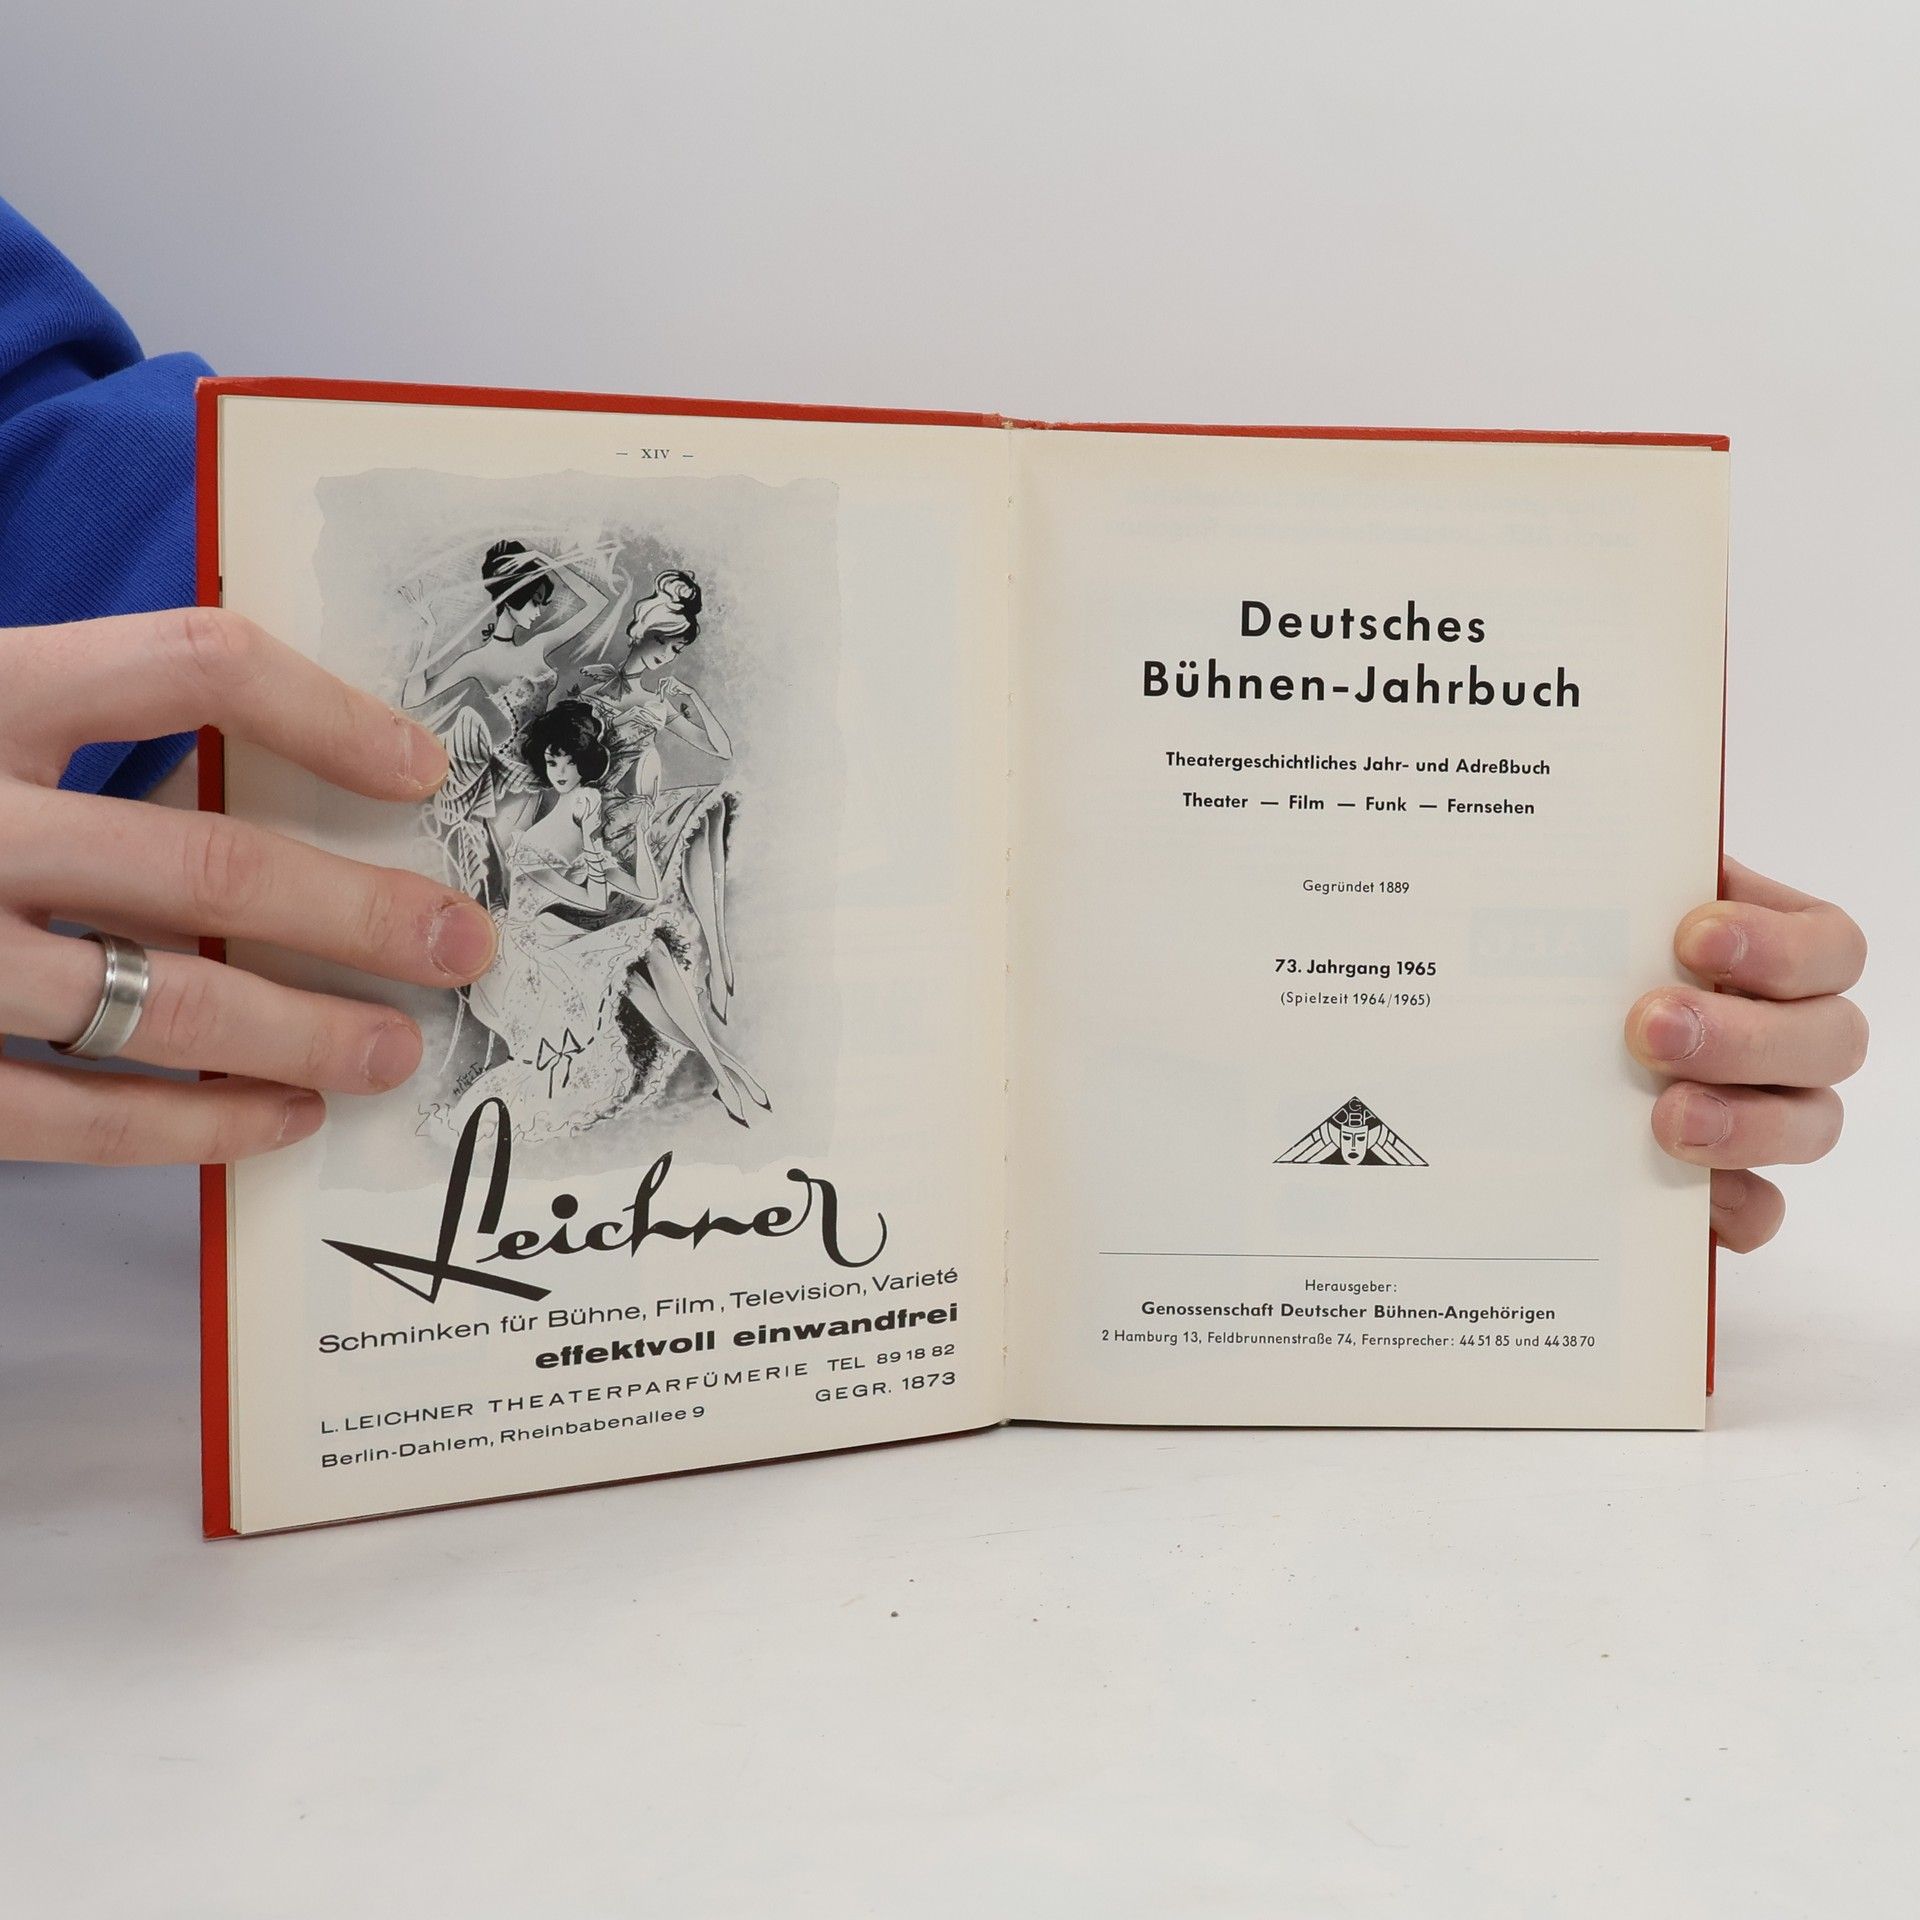 — XIV —
Leichner
Schminken für Bühne, Film, Television, Varieté
effektvoll einwandfrei
L. LEICHNER THEATERPARFÜMERIE TEL 89 18 82
Berlin-Dahlem, Rheinbabenallee 9 GEGR. 1873
Deutsches
Bühnen-Jahrbuch
Theatergeschichtliches Jahr- und Adreßbuch
Theater — Film — Funk — Fernsehen
Gegründet 1889
73. Jahrgang 1965
(Spielzeit 1964/1965)
Herausgeber:
Genossenschaft Deutscher Bühnen-Angehörigen
2 Hamburg 13, Feldbrunnenstraße 74, Fernsprecher: 44 51 85 und 44 38 70